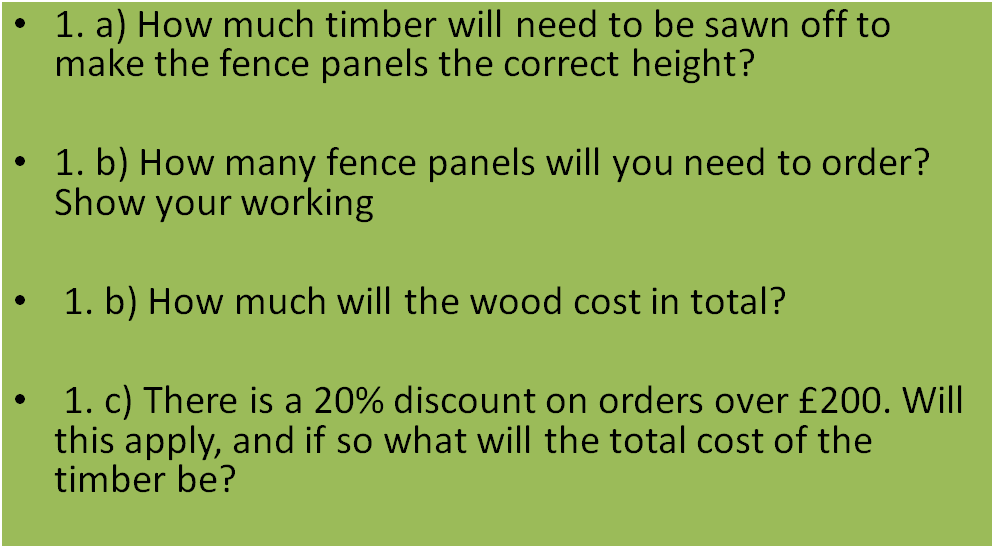 • 1. a) How much timber will need to be sawn off to
make the fence panels the correct height?
• 1. b) How many fence panels will you need to order?
Show your working
• 1. b) How much will the wood cost in total?
• 1. c) There is a 20% discount on orders over £200. Will
this apply, and if so what will the total cost of the
timber be?